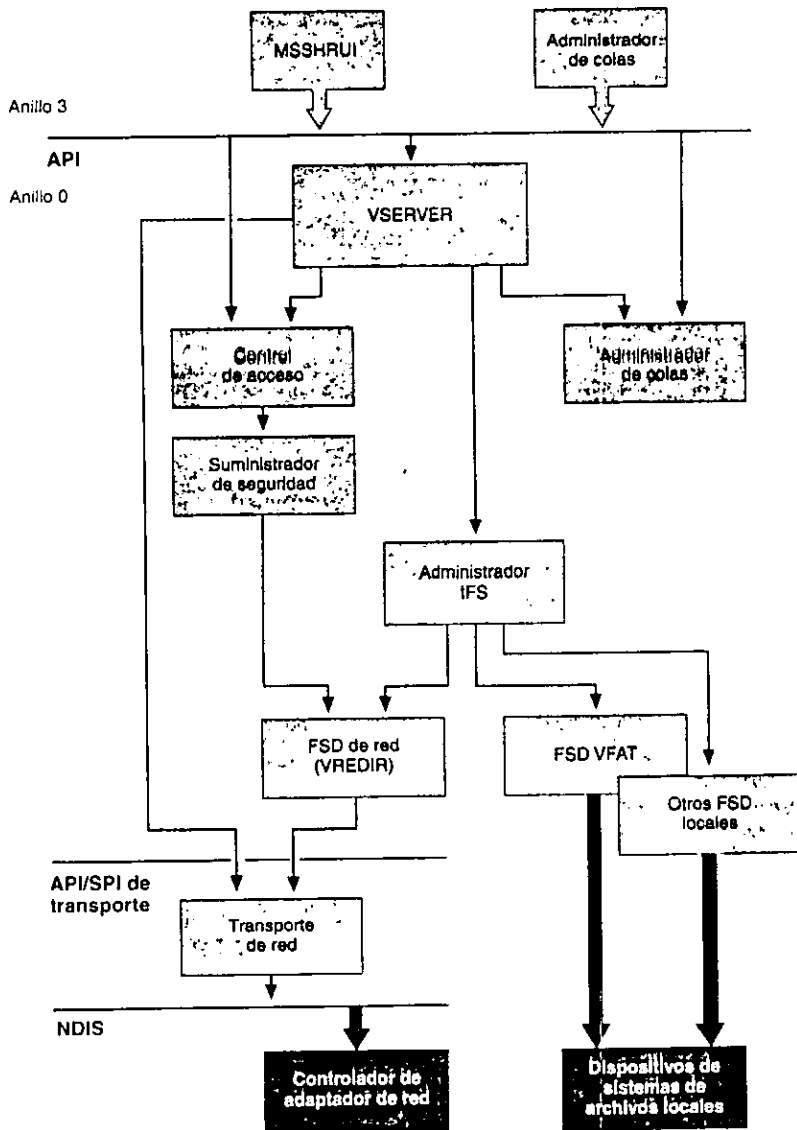 MSSHRUI
Administrador
de colas
Anillo 3
API
Anillo 0
VSERVER
Control
de acceso
Administrador
de colas
Suministrador
de seguridad
Administrador
IFS
FSD de red
(VREDIR)
FSD VFAT
Otros FSD
locales
API/SPI de
transporte
Transporte
de red
NDIS
Controlador de
adaptador de red
Dispositivos de
sistemas de
archivos locales